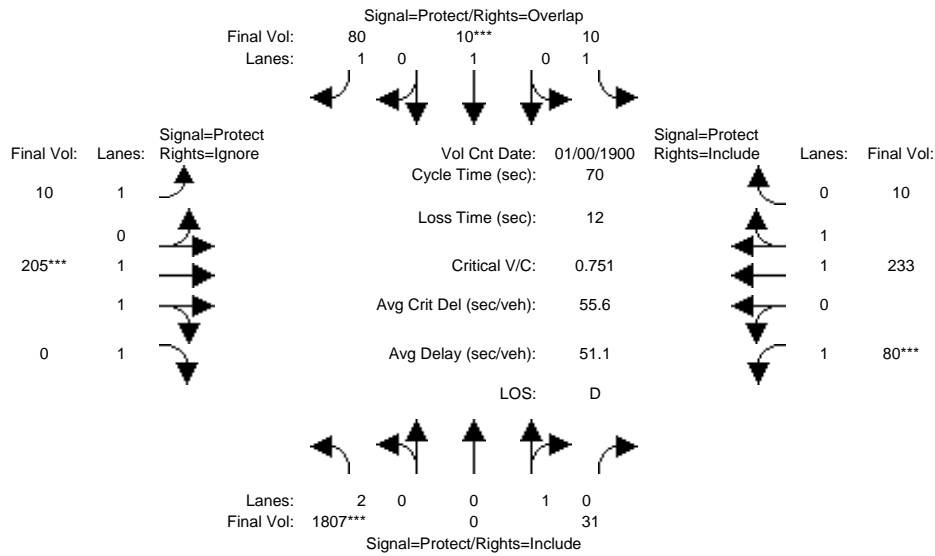 Signal=Protect/Rights=Overlap
Final Vol: 80 10*** 10
Lanes: 1 0 1 0 1
Signal=Protect Signal=Protect
Final Vol: Lanes: Rights=Ignore Vol Cnt Date: 01/00/1900 Rights=Include Lanes: Final Vol:
Cycle Time (sec): 70
10 1 0 10
Loss Time (sec): 12
0 1
205*** 1 Critical V/C: 0.751 1 233
1 Avg Crit Del (sec/veh): 55.6 0
0 1 Avg Delay (sec/veh): 51.1 1 80***
LOS: D
Lanes: 2 0 0 1 0
Final Vol: 1807*** 0 31
Signal=Protect/Rights=Include